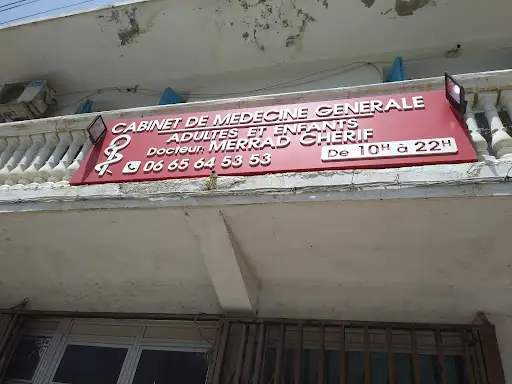 CABINET DE MEDECINE GENERALE
ADULTES ET ENFANTS
Docteur. MERRAD CHERIF
06 65 64 53 53
De 10H à 22H